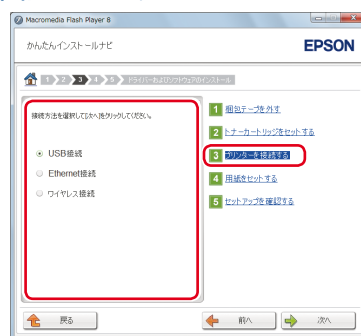 Macromedia Flash Player 8
かんたんインストールナビ
EPSON
1 2 3 4 5 ドライバーおよびソフトウェアのインストール
接続方法を選択して[次へ]をクリックしてください。
USB接続
Ethernet接続
ワイヤレス接続
1 梱包テープを外す
2 トナーカートリッジをセットする
3 プリンターを接続する
4 用紙をセットする
5 セットアップを確認する
戻る
前へ
次へ